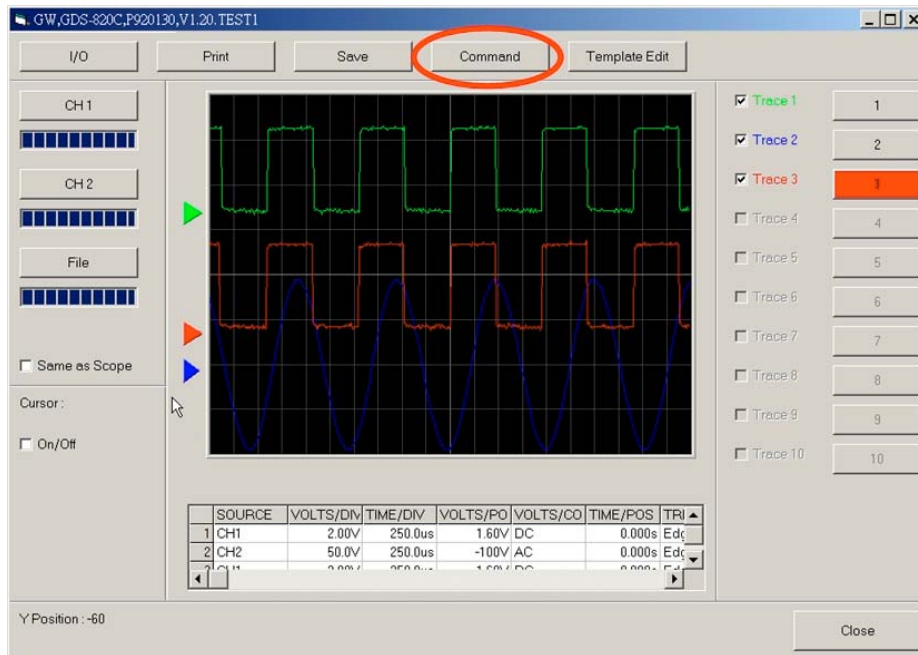 GW,GDS-820C,P920130,V1.20.TEST1
I/O Print Save Command Template Edit
CH 1
CH 2
File
Same as Scope
Cursor :
On/Off
Trace 1 1
Trace 2 2
Trace 3 3
Trace 4 4
Trace 5 5
Trace 6 6
Trace 7 7
Trace 8 8
Trace 9 9
Trace 10 10
SOURCE VOLTS/DIV TIME/DIV VOLTS/PO VOLTS/CO TIME/POS TRI
1 CH1 2.00V 250.0us 1.60V DC 0.000s Edg
2 CH2 50.0V 250.0us -100V AC 0.000s Edg
Y Position : -60
Close